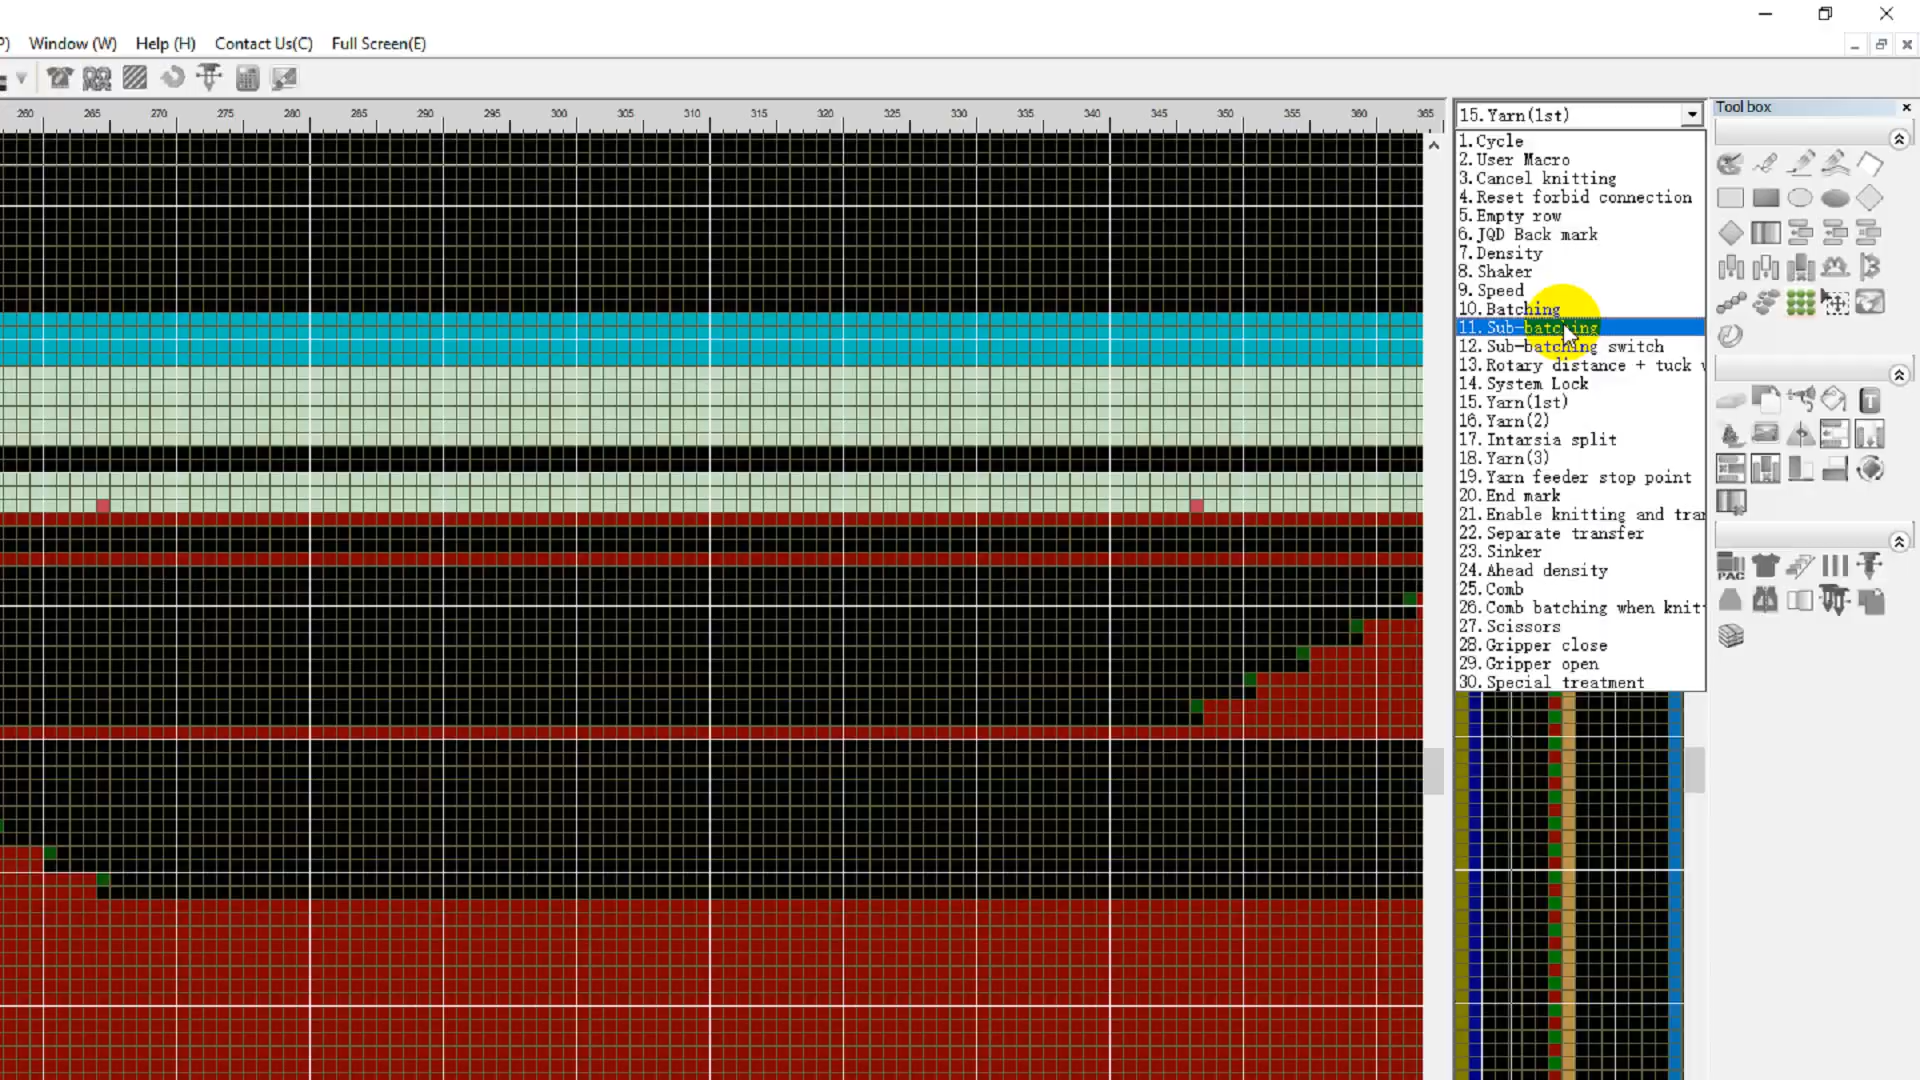 P) Window (W) Help (H) Contact Us(C) Full Screen(E)
260 265 270 275 280 285 290 295 300 305 310 315 320 325 330 335 340 345 350 355 360 365
15.Yarn(1st)
Tool box
1.Cycle
2.User Macro
3.Cancel knitting
4.Reset forbid connection
5.Empty row
6.JQD Back mark
7.Density
8.Shaker
9.Speed
10.Batching
11.Sub-batching
12.Sub-batching switch
13.Rotary distance + tuck
14.System Lock
15.Yarn(1st)
16.Yarn(2)
17.Intarsia split
18.Yarn(3)
19.Yarn feeder stop point
20.End mark
21.Enable knitting and tra
22.Separate transfer
23.Sinker
24.Ahead density
25.Comb
26.Comb batching when knit
27.Scissors
28.Gripper close
29.Gripper open
30.Special treatment
T
PAC